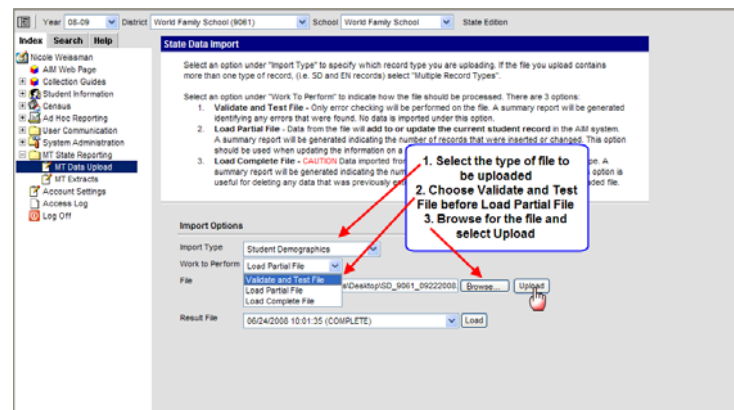 Year 08-09 District World Family School (9061) School World Family School State Edition
Index Search Help
Nicole Weissman
AIM Web Page
Collection Guides
Student Information
Census
Ad Hoc Reporting
User Communication
System Administration
MT State Reporting
MT Data Upload
MT Extracts
Account Settings
Access Log
Log Off
State Data Import
Select an option under "Import Type" to specify which record type you are uploading. If the file you upload contains
more than one type of record, (i.e. SD and EN records) select "Multiple Record Types".
Select an option under "Work To Perform" to indicate how the file should be processed. There are 3 options:
1. Validate and Test File - Only error checking will be performed on the file. A summary report will be generated
identifying any errors that were found. No data is imported under this option.
2. Load Partial File - Data from the file will add to or update the current student record in the AIM system.
A summary report will be generated indicating the number of records that were inserted or changed. This option
should be used when updating the information on a
3. Load Complete File - CAUTION Data imported from pe. A
summary report will be generated indicating the num option is
useful for deleting any data that was previously en ded file.
1. Select the type of file to
be uploaded
2. Choose Validate and Test
File before Load Partial File
3. Browse for the file and
select Upload
Import Options
Import Type Student Demographics
Work to Perform Load Partial File
Validate and Test File
Load Partial File
Load Complete File
File s\Desktop\SD_9061_09222008. Browse... Upload
Result File 06/24/2008 10:01:35 (COMPLETE) Load